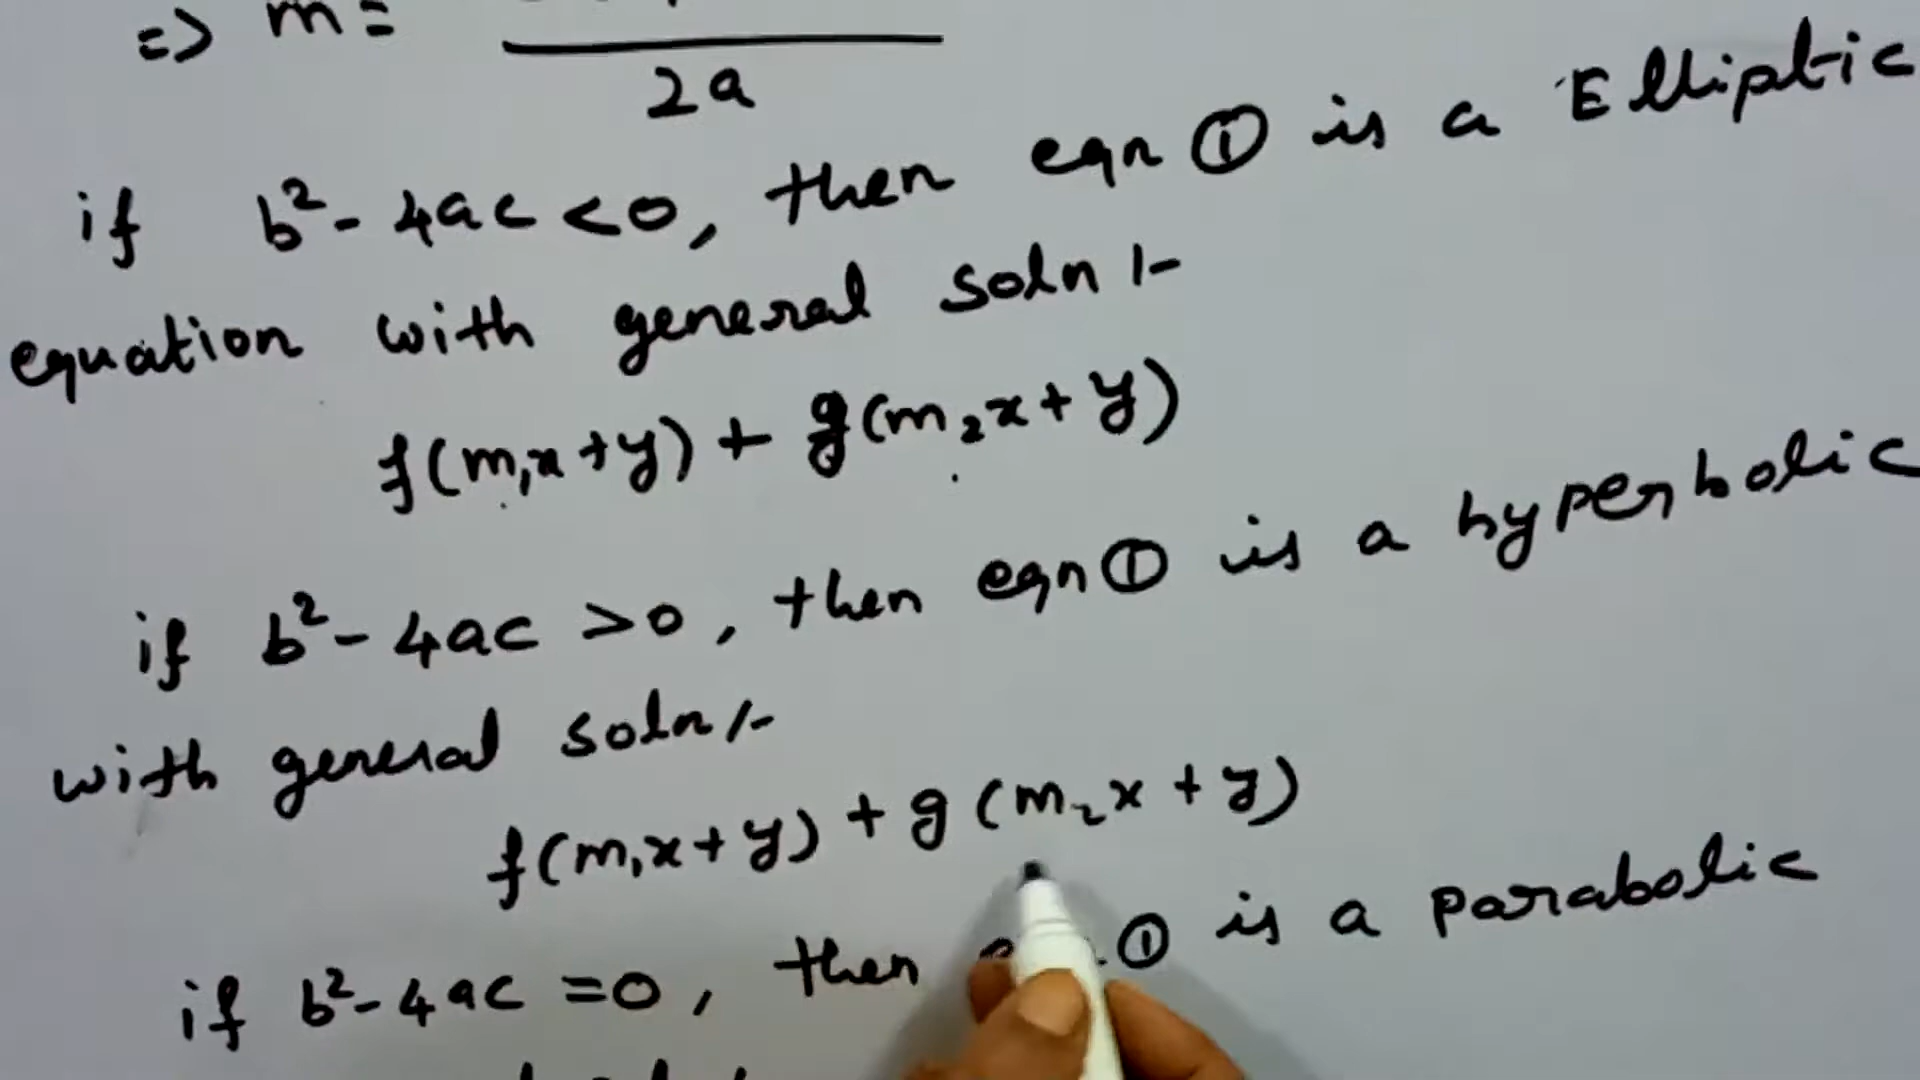 => m =
2a
if b²- 4ac <0, then eqn ① is a Elliptic
equation with general soln :-
f(m₁x+y) + g(m₂x+y)
if b²- 4ac >0, then eqn ① is a hyperbolic
with general soln :-
f(m₁x+y) + g(m₂x+y)
if b²-4ac =0, then ① is a parabolic